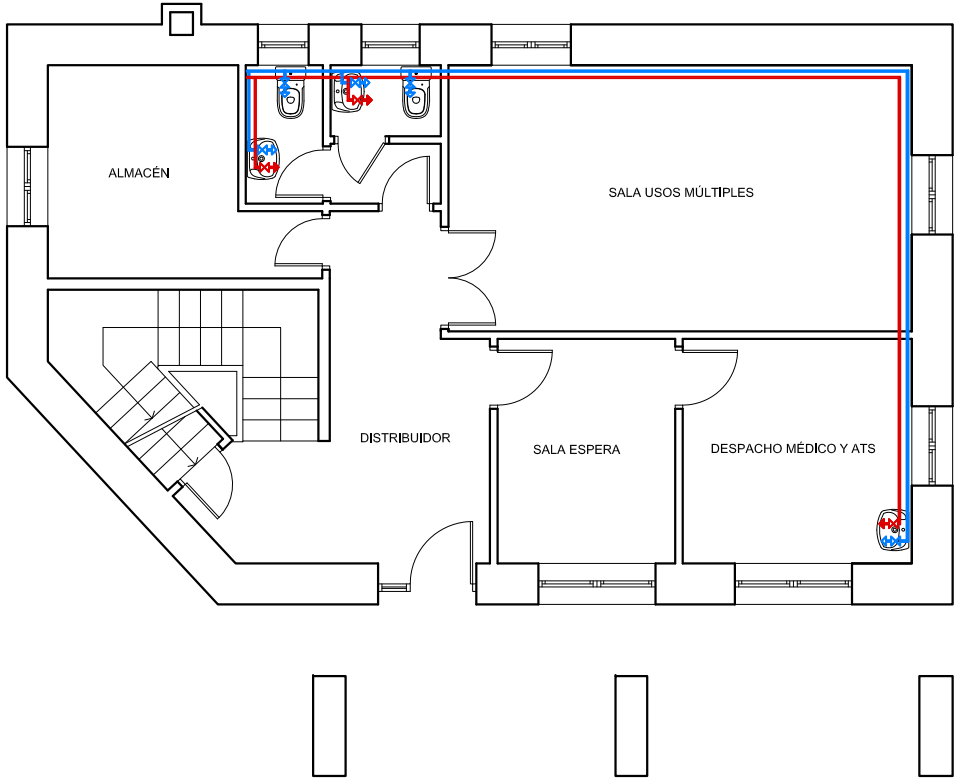 ALMACÉN
SALA USOS MÚLTIPLES
DISTRIBUIDOR
SALA ESPERA
DESPACHO MÉDICO Y ATS